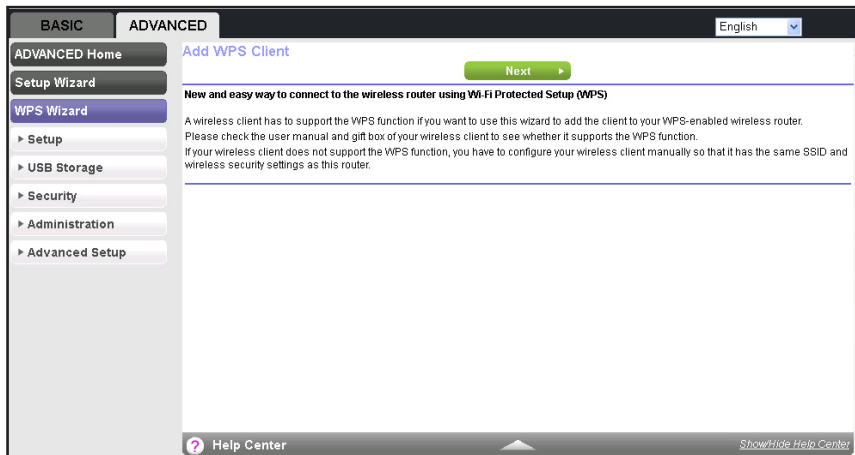 BASIC
ADVANCED
English
ADVANCED Home
Setup Wizard
WPS Wizard
Setup
USB Storage
Security
Administration
Advanced Setup
Add WPS Client
Next
New and easy way to connect to the wireless router using Wi-Fi Protected Setup (WPS)
A wireless client has to support the WPS function if you want to use this wizard to add the client to your WPS-enabled wireless router.
Please check the user manual and gift box of your wireless client to see whether it supports the WPS function.
If your wireless client does not support the WPS function, you have to configure your wireless client manually so that it has the same SSID and
wireless security settings as this router.
? Help Center
Show/Hide Help Center